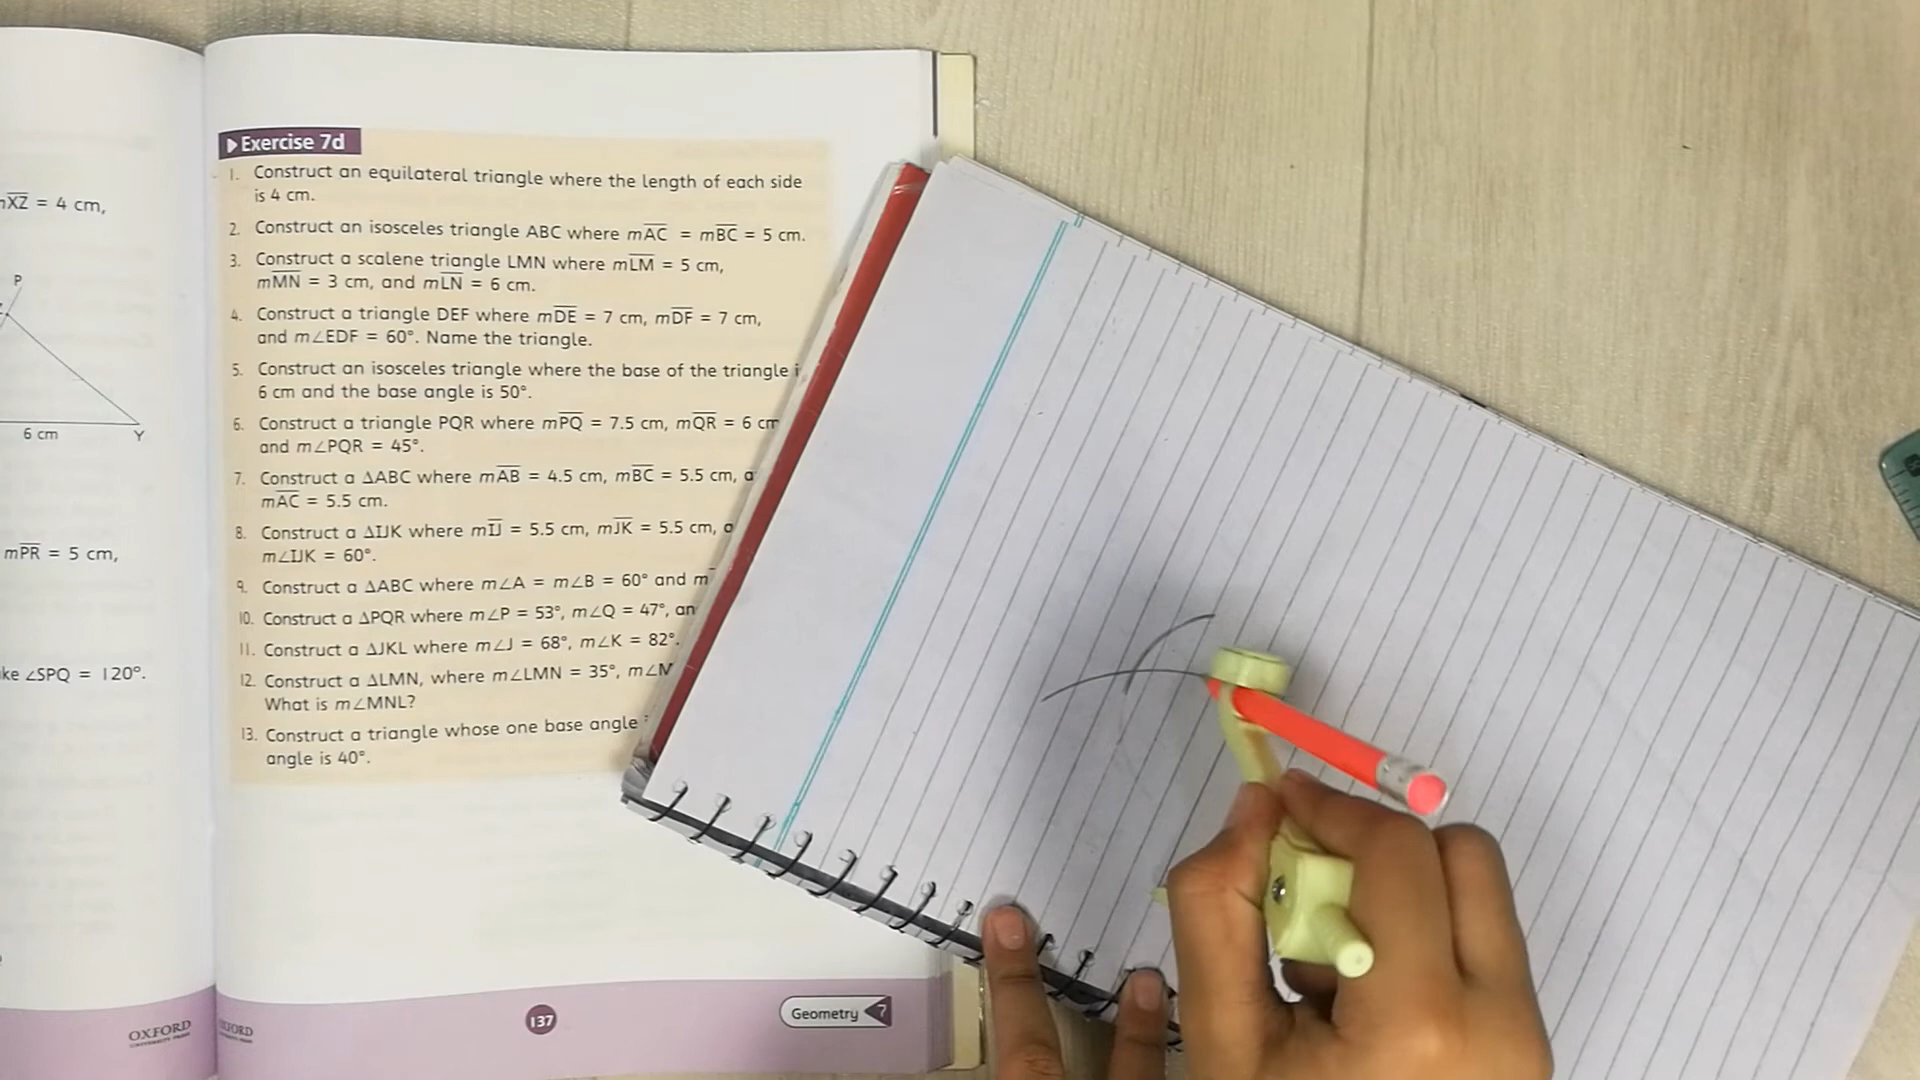 XZ = 4 cm,
P
6 cm
Y
mPR = 5 cm,
∠SPQ = 120°.
OXFORD
UNIVERSITY PRESS
Exercise 7d
1. Construct an equilateral triangle where the length of each side
is 4 cm.
2. Construct an isosceles triangle ABC where mAC = mBC = 5 cm.
3. Construct a scalene triangle LMN where mLM = 5 cm,
mMN = 3 cm, and mLN = 6 cm.
4. Construct a triangle DEF where mDE = 7 cm, mDF = 7 cm,
and m∠EDF = 60°. Name the triangle.
5. Construct an isosceles triangle where the base of the triangle
6 cm and the base angle is 50°.
6. Construct a triangle PQR where mPQ = 7.5 cm, mQR = 6 cm
and m∠PQR = 45°.
7. Construct a ΔABC where mAB = 4.5 cm, mBC = 5.5 cm,
mAC = 5.5 cm.
8. Construct a ΔIJK where mIJ = 5.5 cm, mJK = 5.5 cm,
m∠IJK = 60°.
9. Construct a ΔABC where m∠A = m∠B = 60° and m
10. Construct a ΔPQR where m∠P = 53°, m∠Q = 47°, an
11. Construct a ΔJKL where m∠J = 68°, m∠K = 82°.
12. Construct a ΔLMN, where m∠LMN = 35°, m∠M
What is m∠MNL?
13. Construct a triangle whose one base angle
angle is 40°.
137
Geometry 7